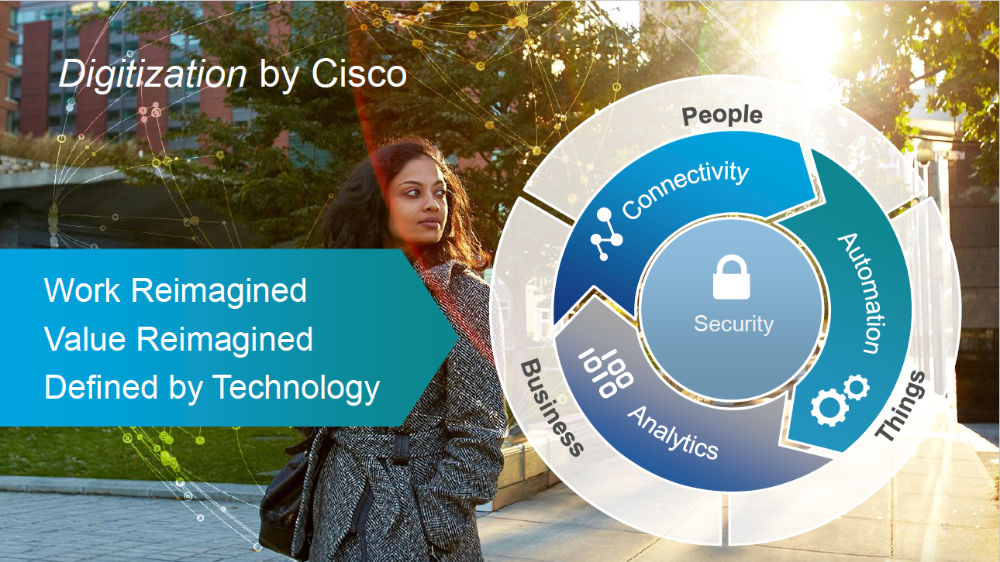 Digitization by Cisco
Work Reimagined
Value Reimagined
Defined by Technology
People
Connectivity
Automation
Security
Things
Business
100
1010
Analytics
12